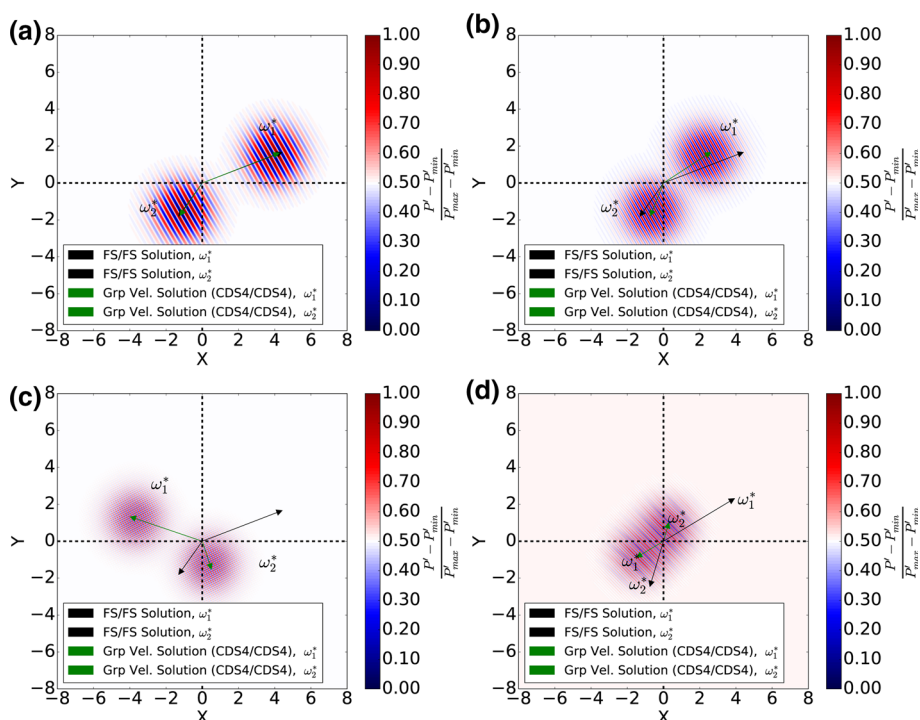 (a)
8
6
4
2
0
−2
−4
−6
−8
Y
−8 −6 −4 −2 0 2 4 6 8
X
ω₁*
ω₂*
FS/FS Solution, ω₁*
FS/FS Solution, ω₂*
Grp Vel. Solution (CDS4/CDS4), ω₁*
Grp Vel. Solution (CDS4/CDS4), ω₂*
1.00
0.90
0.80
0.70
0.60
0.50
0.40
0.30
0.20
0.10
0.00
P′ − P′min
P′max − P′min
(b)
8
6
4
2
0
−2
−4
−6
−8
Y
−8 −6 −4 −2 0 2 4 6 8
X
ω₁*
ω₂*
FS/FS Solution, ω₁*
FS/FS Solution, ω₂*
Grp Vel. Solution (CDS4/CDS4), ω₁*
Grp Vel. Solution (CDS4/CDS4), ω₂*
1.00
0.90
0.80
0.70
0.60
0.50
0.40
0.30
0.20
0.10
0.00
P′ − P′min
P′max − P′min
(c)
8
6
4
2
0
−2
−4
−6
−8
Y
−8 −6 −4 −2 0 2 4 6 8
X
ω₁*
ω₂*
FS/FS Solution, ω₁*
FS/FS Solution, ω₂*
Grp Vel. Solution (CDS4/CDS4), ω₁*
Grp Vel. Solution (CDS4/CDS4), ω₂*
1.00
0.90
0.80
0.70
0.60
0.50
0.40
0.30
0.20
0.10
0.00
P′ − P′min
P′max − P′min
(d)
8
6
4
2
0
−2
−4
−6
−8
Y
−8 −6 −4 −2 0 2 4 6 8
X
ω₁*
ω₂*
ω₁*
ω₂*
FS/FS Solution, ω₁*
FS/FS Solution, ω₂*
Grp Vel. Solution (CDS4/CDS4), ω₁*
Grp Vel. Solution (CDS4/CDS4), ω₂*
1.00
0.90
0.80
0.70
0.60
0.50
0.40
0.30
0.20
0.10
0.00
P′ − P′min
P′max − P′min